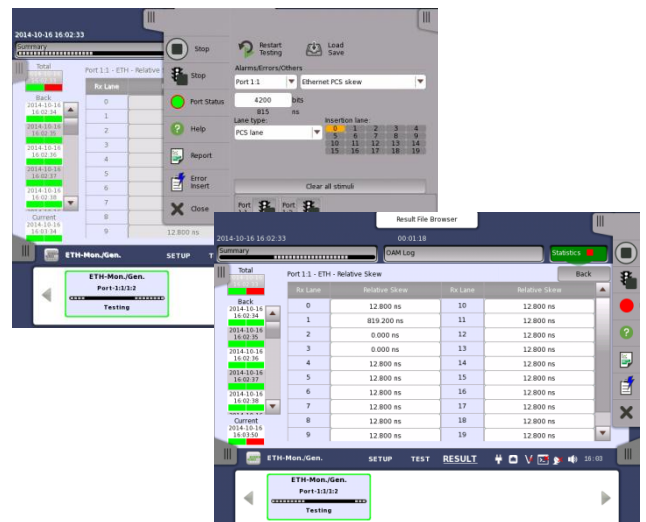 2014-10-16 16:02:33
Summary
Total
Port 1:1 - ETH - Relative
Rx Lane
Back
2014-10-16
16:02:34
2014-10-16
16:02:35
2014-10-16
16:02:36
2014-10-16
16:02:37
2014-10-16
16:02:38
Current
2014-10-16
16:03:34
0
1
2
3
4
5
6
7
8
9
12.800 ns
Stop
Stop
Port Status
Help
Report
Error
Insert
Close
Restart
Testing
Load
Save
Alarms/Errors/Others
Port 1:1
Ethernet PCS skew
4200 bits
815 ns
Lane type:
PCS lane
Insertion lane:
0 1 2 3 4
5 6 7 8 9
10 11 12 13 14
15 16 17 18 19
Clear all stimuli
Port
Port
ETH-Mon./Gen.
SETUP
T
ETH-Mon./Gen.
Port-1:1/1:2
Testing
Result File Browser
2014-10-16 16:02:33
00:01:18
Summary
OAM Log
Statistics
Total
Port 1:1 - ETH - Relative Skew
Back
Rx Lane Relative Skew Rx Lane Relative Skew
0 12.800 ns 10 12.800 ns
1 819.200 ns 11 12.800 ns
2 0.000 ns 12 12.800 ns
3 0.000 ns 13 12.800 ns
4 12.800 ns 14 12.800 ns
5 12.800 ns 15 12.800 ns
6 12.800 ns 16 12.800 ns
7 12.800 ns 17 12.800 ns
8 12.800 ns 18 12.800 ns
9 12.800 ns 19 12.800 ns
Back
2014-10-16
16:02:34
2014-10-16
16:02:35
2014-10-16
16:02:36
2014-10-16
16:02:37
2014-10-16
16:02:38
Current
2014-10-16
16:03:50
ETH-Mon./Gen.
SETUP
TEST
RESULT
16:03
ETH-Mon./Gen.
Port-1:1/1:2
Testing